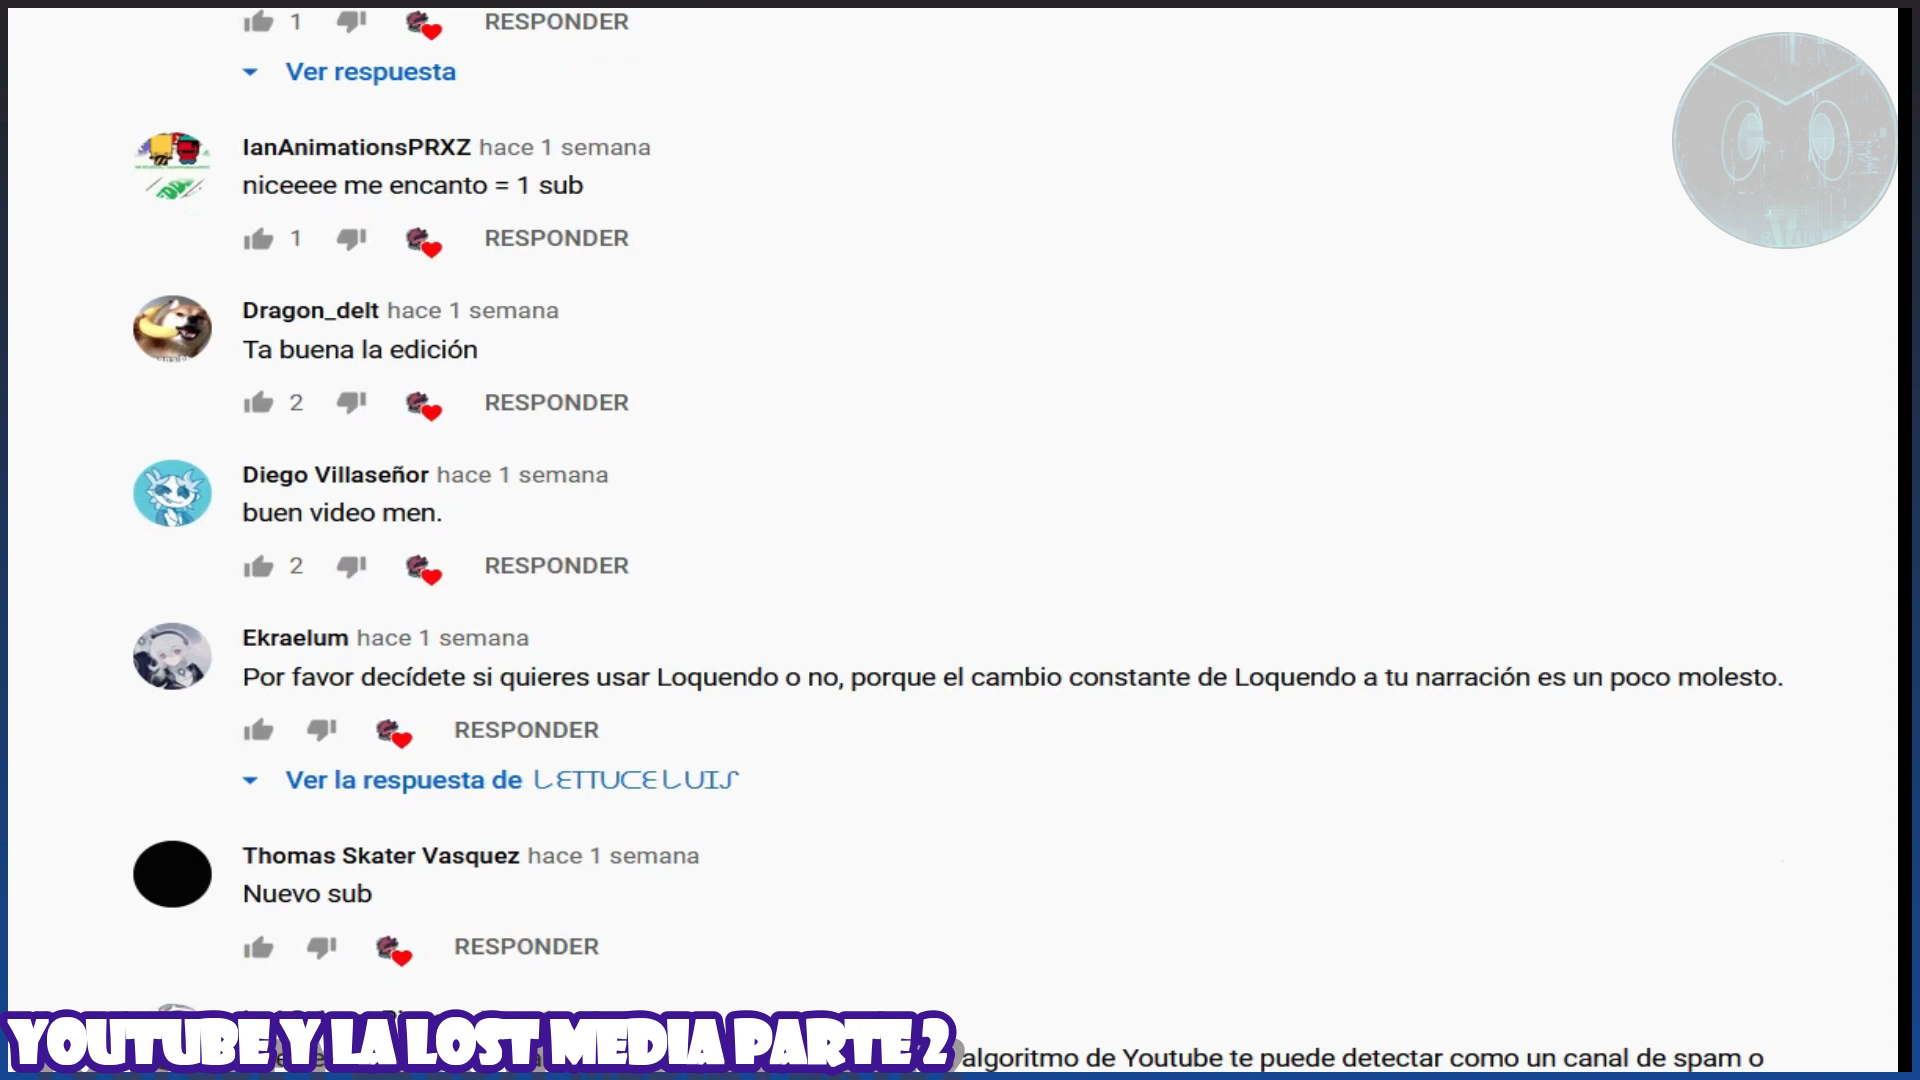 1 RESPONDER
Ver respuesta
IanAnimationsPRXZ hace 1 semana
niceeee me encanto = 1 sub
1 RESPONDER
Dragon_delt hace 1 semana
Ta buena la edición
2 RESPONDER
Diego Villaseñor hace 1 semana
buen video men.
2 RESPONDER
Ekraelum hace 1 semana
Por favor decídete si quieres usar Loquendo o no, porque el cambio constante de Loquendo a tu narración es un poco molesto.
RESPONDER
Ver la respuesta de ᒐETTUCEᒐUIS
Thomas Skater Vasquez hace 1 semana
Nuevo sub
RESPONDER
YOUTUBE Y LA LOST MEDIA PARTE 2
algoritmo de Youtube te puede detectar como un canal de spam o